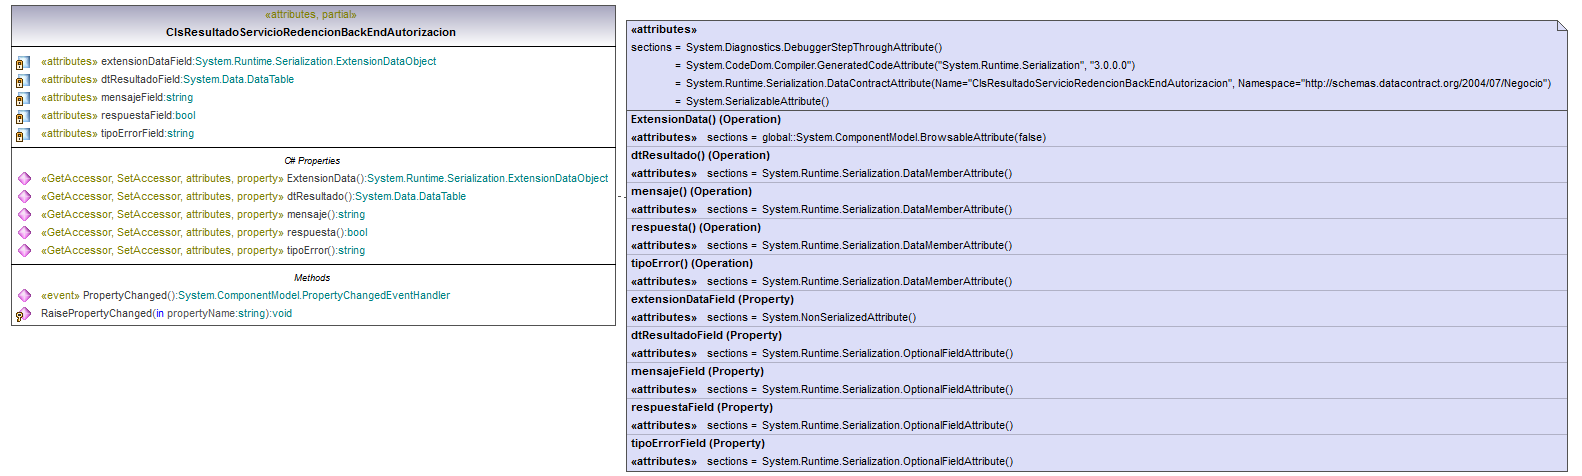 «attributes, partial»
ClsResultadoServicioRedencionBackEndAutorizacion
«attributes» extensionDataField:System.Runtime.Serialization.ExtensionDataObject
«attributes» dtResultadoField:System.Data.DataTable
«attributes» mensajeField:string
«attributes» respuestaField:bool
«attributes» tipoErrorField:string
C# Properties
«GetAccessor, SetAccessor, attributes, property» ExtensionData():System.Runtime.Serialization.ExtensionDataObject
«GetAccessor, SetAccessor, attributes, property» dtResultado():System.Data.DataTable
«GetAccessor, SetAccessor, attributes, property» mensaje():string
«GetAccessor, SetAccessor, attributes, property» respuesta():bool
«GetAccessor, SetAccessor, attributes, property» tipoError():string
Methods
«event» PropertyChanged():System.ComponentModel.PropertyChangedEventHandler
RaisePropertyChanged(in propertyName:string):void
«attributes»
sections = System.Diagnostics.DebuggerStepThroughAttribute()
= System.CodeDom.Compiler.GeneratedCodeAttribute("System.Runtime.Serialization", "3.0.0.0")
= System.Runtime.Serialization.DataContractAttribute(Name="ClsResultadoServicioRedencionBackEndAutorizacion", Namespace="http://schemas.datacontract.org/2004/07/Negocio")
= System.SerializableAttribute()
ExtensionData() (Operation)
«attributes» sections = global::System.ComponentModel.BrowsableAttribute(false)
dtResultado() (Operation)
«attributes» sections = System.Runtime.Serialization.DataMemberAttribute()
mensaje() (Operation)
«attributes» sections = System.Runtime.Serialization.DataMemberAttribute()
respuesta() (Operation)
«attributes» sections = System.Runtime.Serialization.DataMemberAttribute()
tipoError() (Operation)
«attributes» sections = System.Runtime.Serialization.DataMemberAttribute()
extensionDataField (Property)
«attributes» sections = System.NonSerializedAttribute()
dtResultadoField (Property)
«attributes» sections = System.Runtime.Serialization.OptionalFieldAttribute()
mensajeField (Property)
«attributes» sections = System.Runtime.Serialization.OptionalFieldAttribute()
respuestaField (Property)
«attributes» sections = System.Runtime.Serialization.OptionalFieldAttribute()
tipoErrorField (Property)
«attributes» sections = System.Runtime.Serialization.OptionalFieldAttribute()